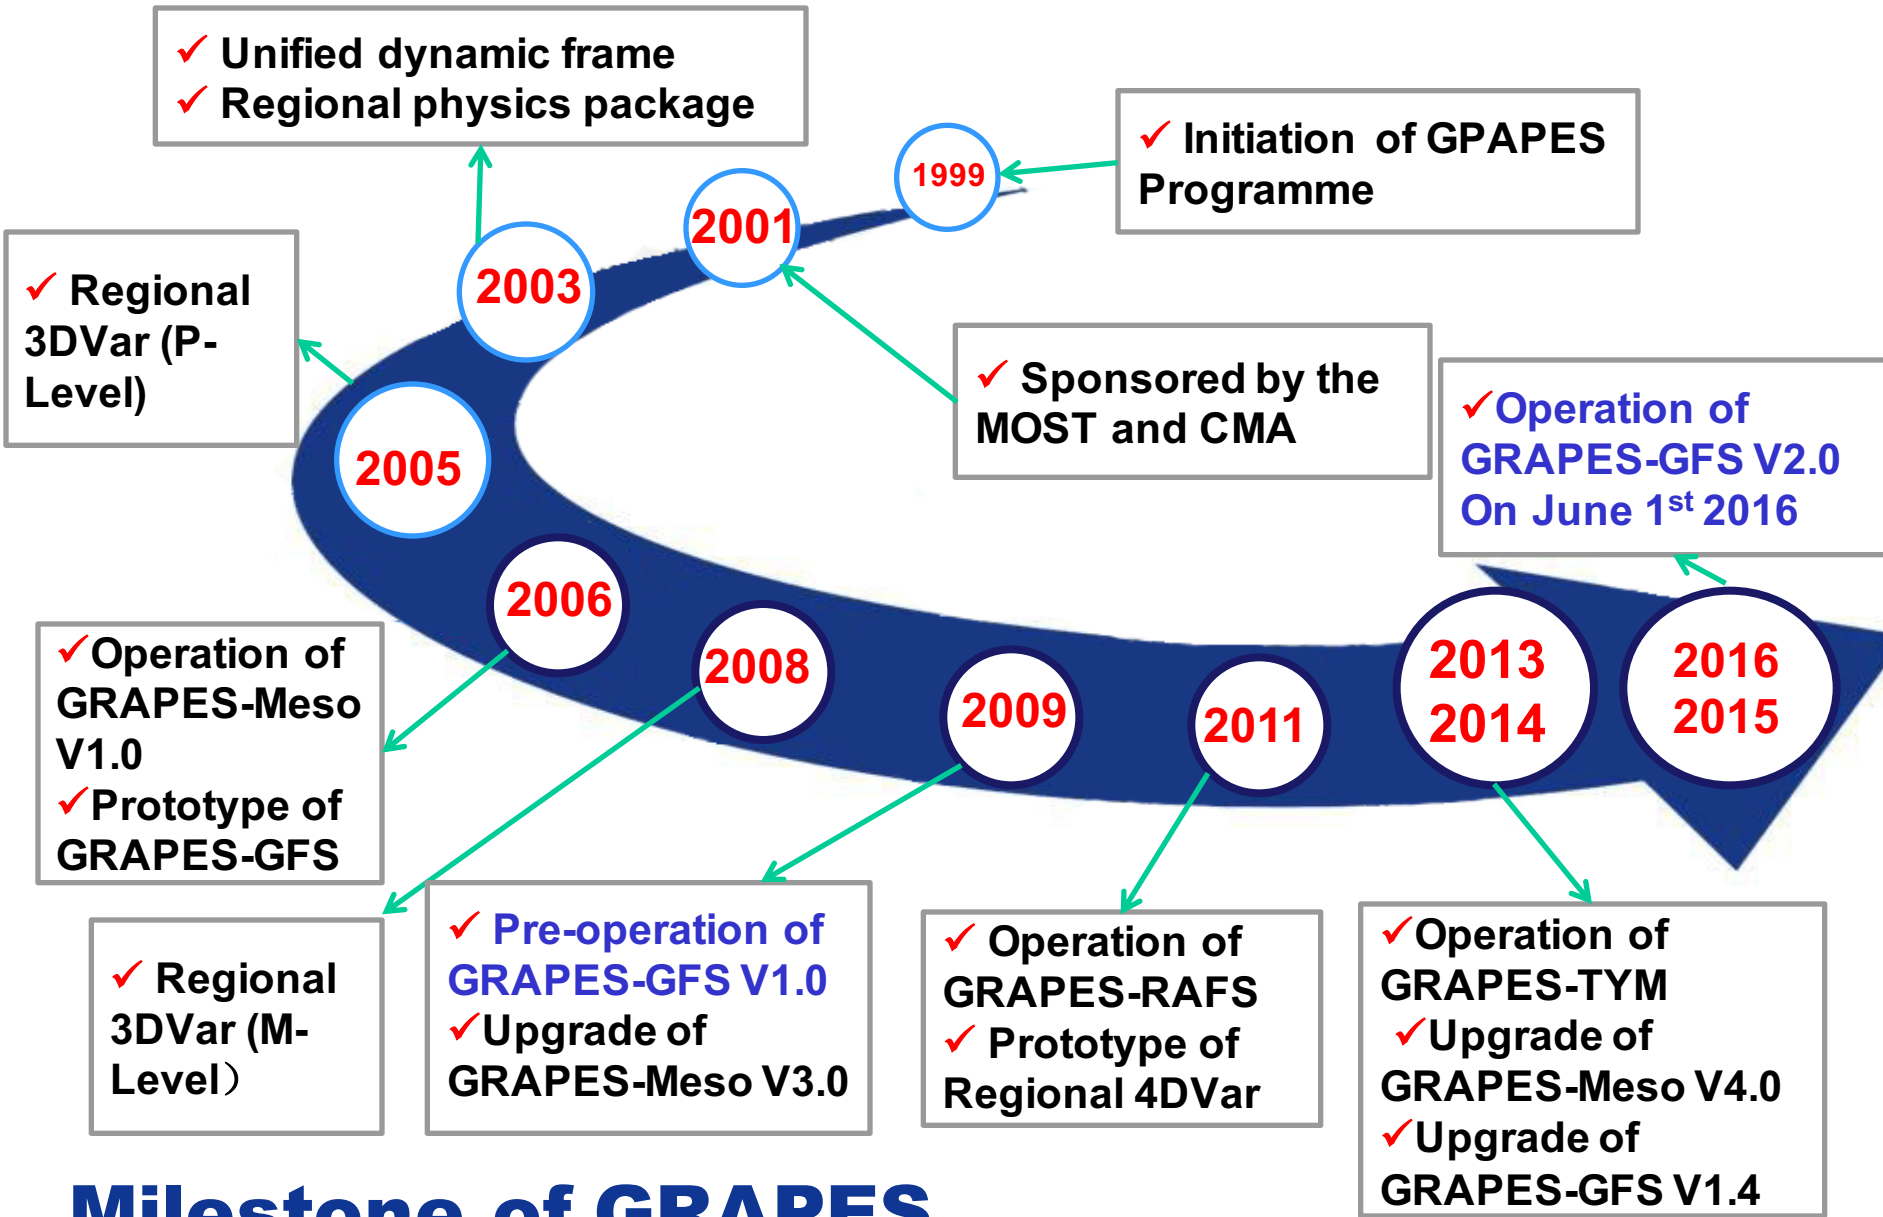 ✓ Unified dynamic frame
✓ Regional physics package
✓ Initiation of GPAPES
Programme
1999
2001
2003
✓ Regional
3DVar (P-
Level)
✓ Sponsored by the
MOST and CMA
✓Operation of
GRAPES-GFS V2.0
On June 1st 2016
2005
2006
2008
2009
2011
2013
2014
2016
2015
✓Operation of
GRAPES-Meso
V1.0
✓Prototype of
GRAPES-GFS
✓ Regional
3DVar (M-
Level）
✓ Pre-operation of
GRAPES-GFS V1.0
✓Upgrade of
GRAPES-Meso V3.0
✓ Operation of
GRAPES-RAFS
✓ Prototype of
Regional 4DVar
✓Operation of
GRAPES-TYM
✓Upgrade of
GRAPES-Meso V4.0
✓Upgrade of
GRAPES-GFS V1.4
Milestone of GRAPES